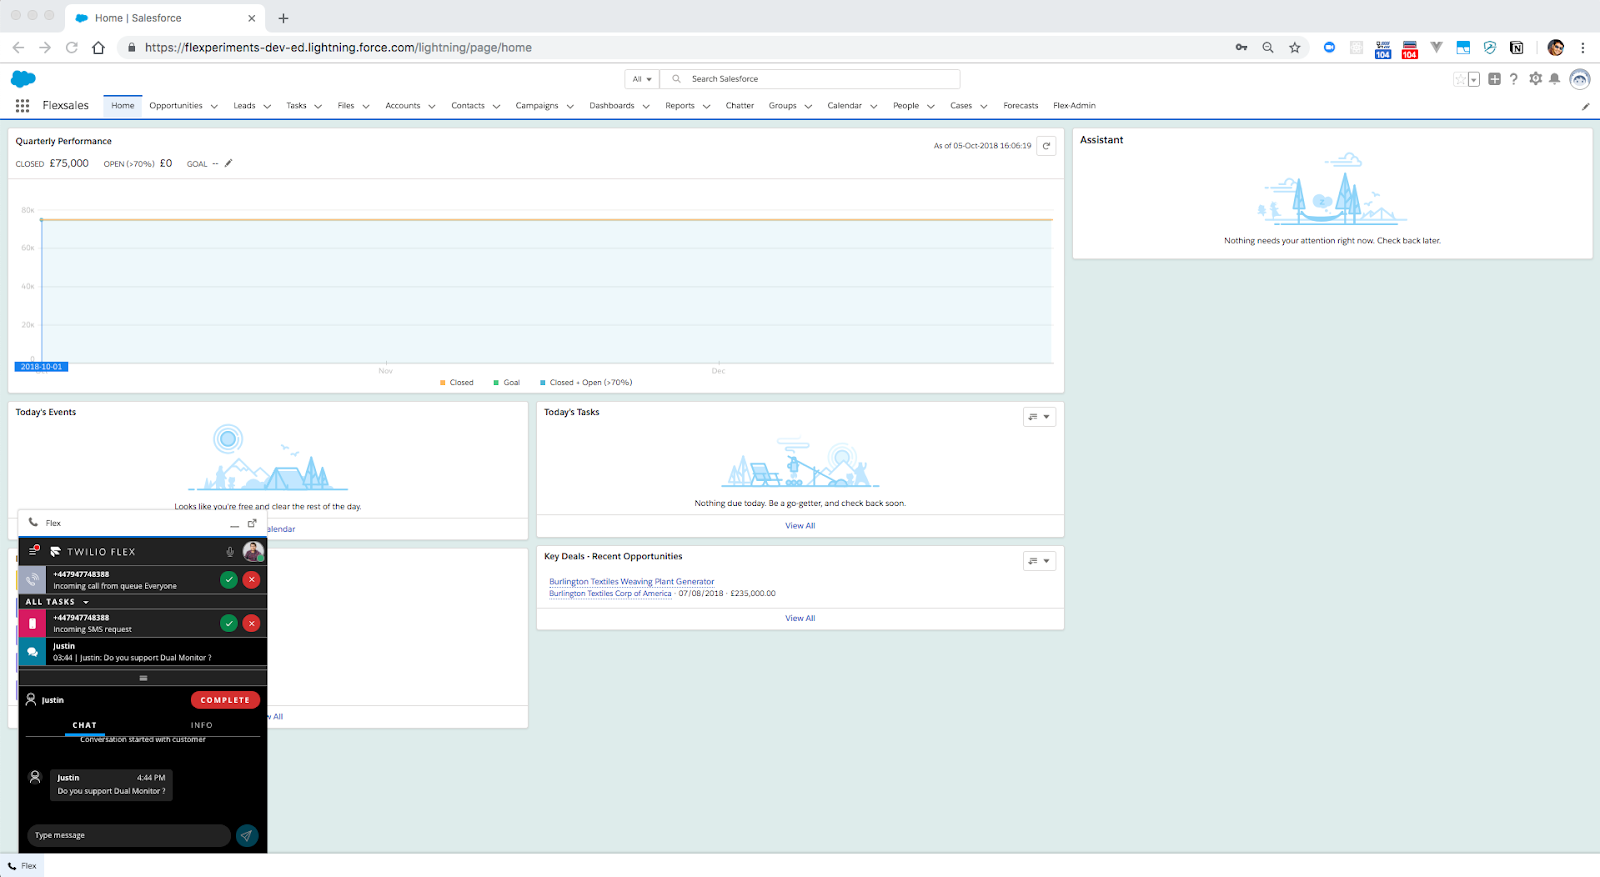 Home | Salesforce
https://flexperiments-dev-ed.lightning.force.com/lightning/page/home
104
104
All
Search Salesforce
Flexsales
Home
Opportunities
Leads
Tasks
Files
Accounts
Contacts
Campaigns
Dashboards
Reports
Chatter
Groups
Calendar
People
Cases
Forecasts
Flex-Admin
Quarterly Performance
As of 05-Oct-2018 16:06:19
CLOSED £75,000 OPEN (>70%) £0 GOAL --
80k
60k
40k
20k
0
2018-10-01
Nov
Dec
Closed
Goal
Closed + Open (>70%)
Assistant
Nothing needs your attention right now. Check back later.
Today's Events
Looks like you're free and clear the rest of the day.
alendar
Today's Tasks
Nothing due today. Be a go-getter, and check back soon.
View All
Key Deals - Recent Opportunities
Burlington Textiles Weaving Plant Generator
Burlington Textiles Corp of America · 07/08/2018 · £235,000.00
View All
w All
Flex
TWILIO FLEX
+447947748388
Incoming call from queue Everyone
ALL TASKS
+447947748388
Incoming SMS request
Justin
03:44 | Justin: Do you support Dual Monitor ?
Justin
COMPLETE
CHAT
INFO
Conversation started with customer
Justin 4:44 PM
Do you support Dual Monitor ?
Type message
Flex